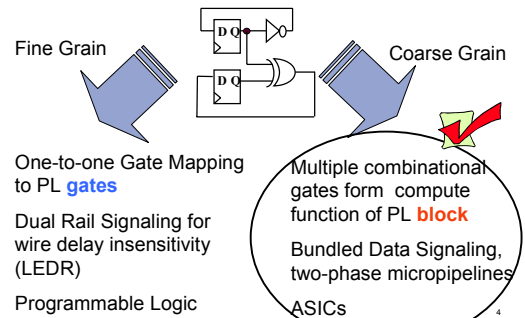 D Q
Fine Grain
Coarse Grain
D Q
One-to-one Gate Mapping
to PL gates
Dual Rail Signaling for
wire delay insensitivity
(LEDR)
Programmable Logic
Multiple combinational
gates form compute
function of PL block
Bundled Data Signaling,
two-phase micropipelines
ASICs
4